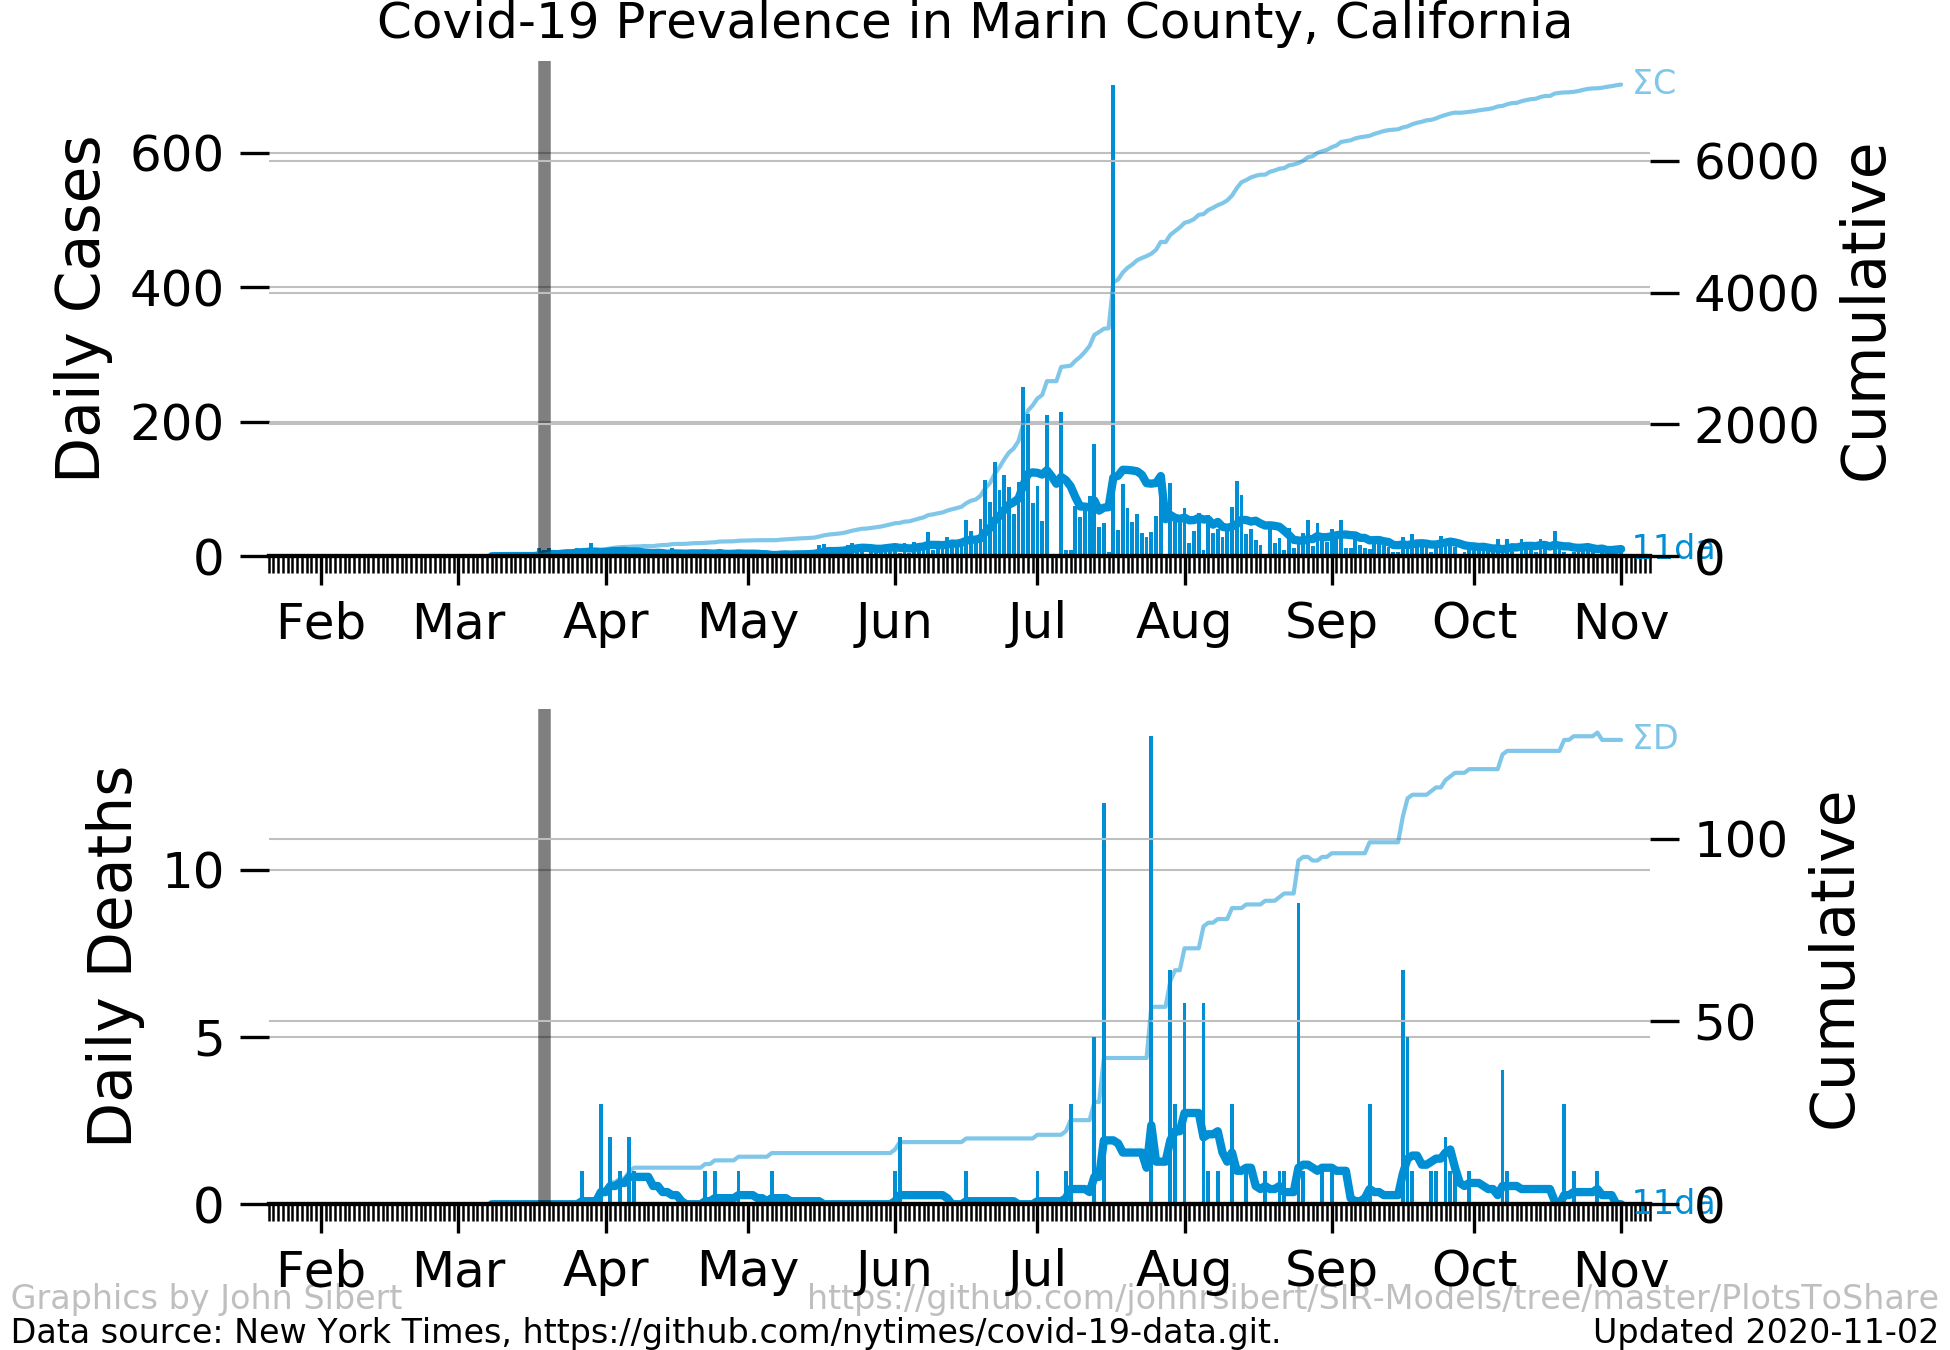 Covid-19 Prevalence in Marin County, California
ΣC
600
6000
Daily Cases
Cumulative
400
4000
200
2000
0
11da
0
Feb Mar Apr May Jun Jul Aug Sep Oct Nov
ΣD
Daily Deaths
Cumulative
100
10
50
5
0
11da
0
Feb Mar Apr May Jun Jul Aug Sep Oct Nov
Graphics by John Sibert https://github.com/johnrsibert/SIR-Models/tree/master/PlotsToShare
Data source: New York Times, https://github.com/nytimes/covid-19-data.git. Updated 2020-11-02